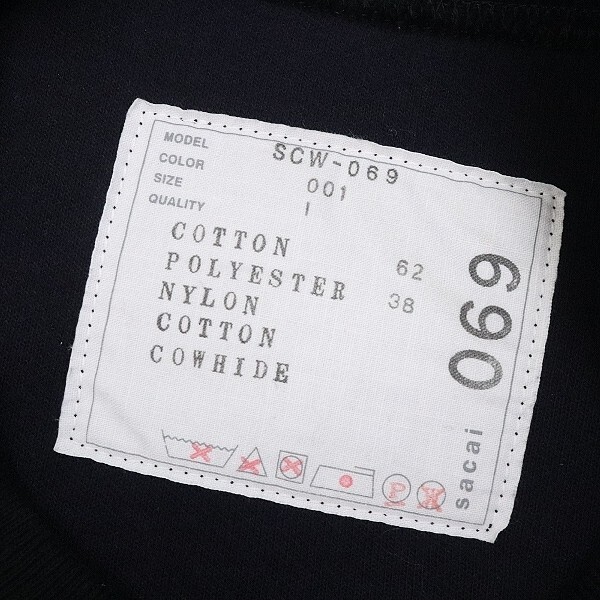 MODEL SCW-069
COLOR 001
SIZE 1
QUALITY
COTTON 62
POLYESTER 38
NYLON
COTTON
COWHIDE
P W
069
sacai